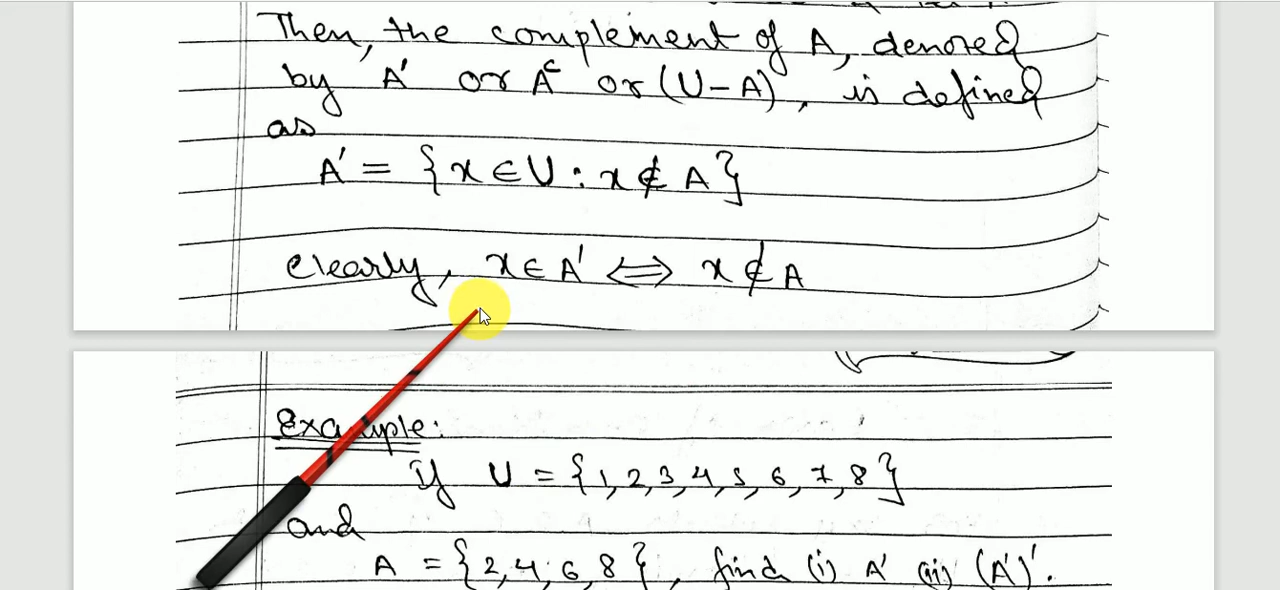 Then, the complement of A, denoted
by A' or Aᶜ or (U-A), is defined
as
A' = {x ∈ U : x ∉ A}
Clearly, x ∈ A' ⟺ x ∉ A
Example:
If U = {1, 2, 3, 4, 5, 6, 7, 8}
and
A = {2, 4, 6, 8}, find (i) A' (ii) (A')'.